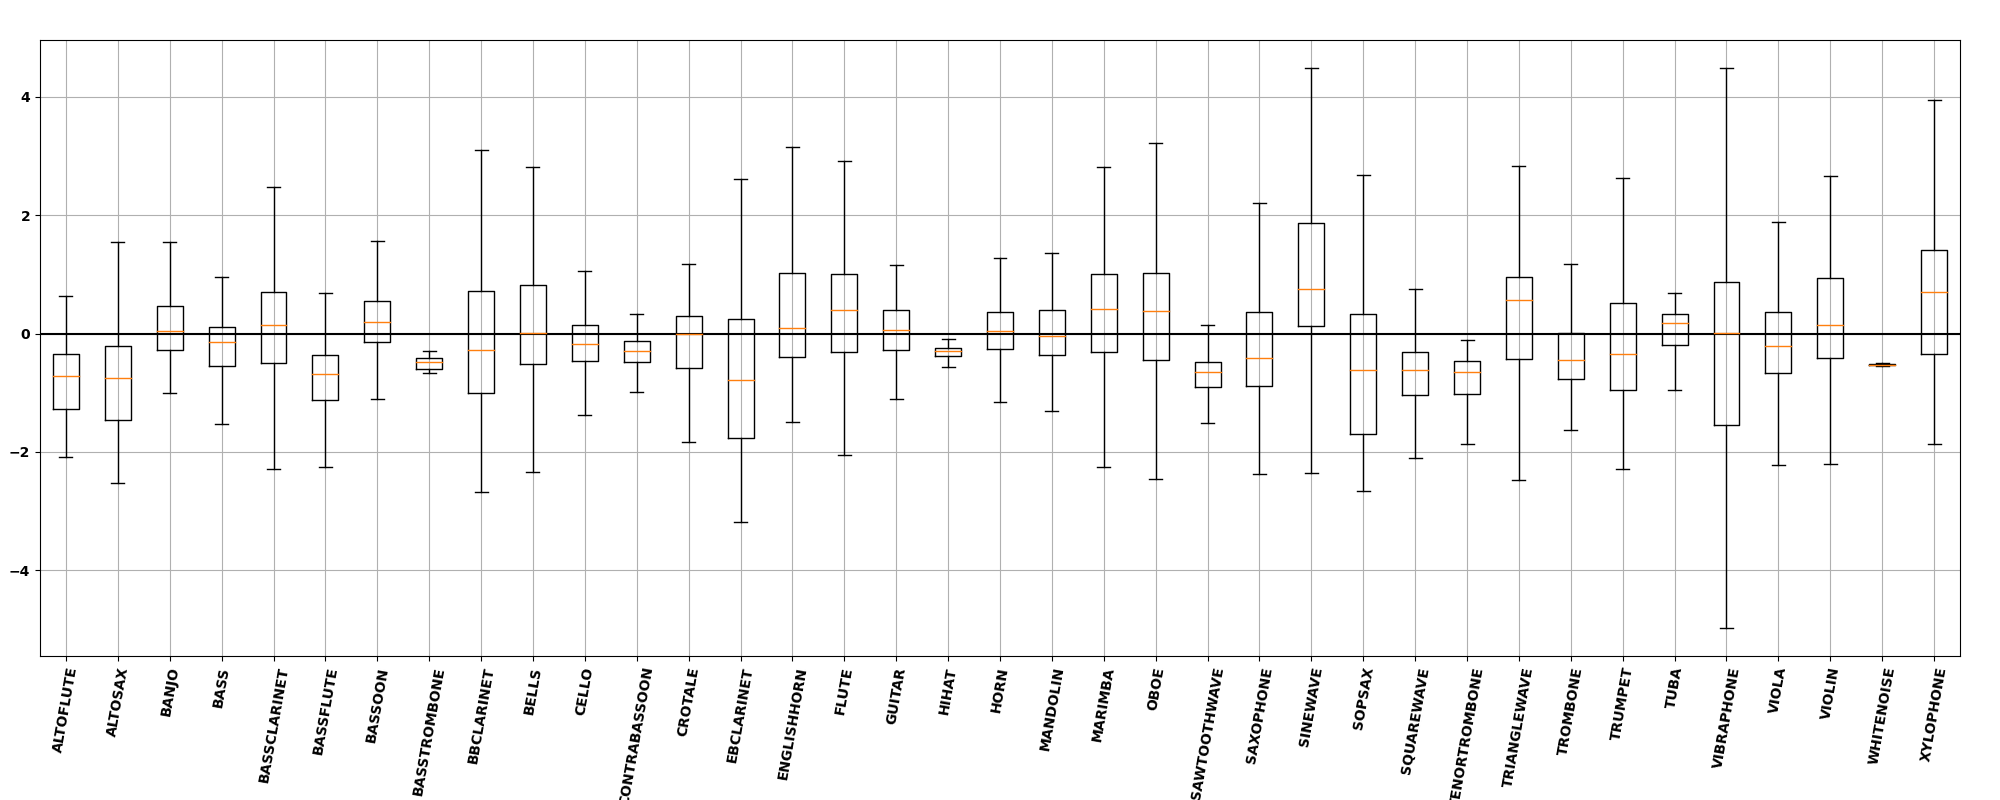 4
2
0
−2
−4
ALTOFLUTE
ALTOSAX
BANJO
BASS
BASSCLARINET
BASSFLUTE
BASSOON
BASSTROMBONE
BBCLARINET
BELLS
CELLO
CONTRABASSOON
CROTALE
EBCLARINET
ENGLISHHORN
FLUTE
GUITAR
HIHAT
HORN
MANDOLIN
MARIMBA
OBOE
SAWTOOTHWAVE
SAXOPHONE
SINEWAVE
SOPSAX
SQUAREWAVE
TENORTROMBONE
TRIANGLEWAVE
TROMBONE
TRUMPET
TUBA
VIBRAPHONE
VIOLA
VIOLIN
WHITENOISE
XYLOPHONE